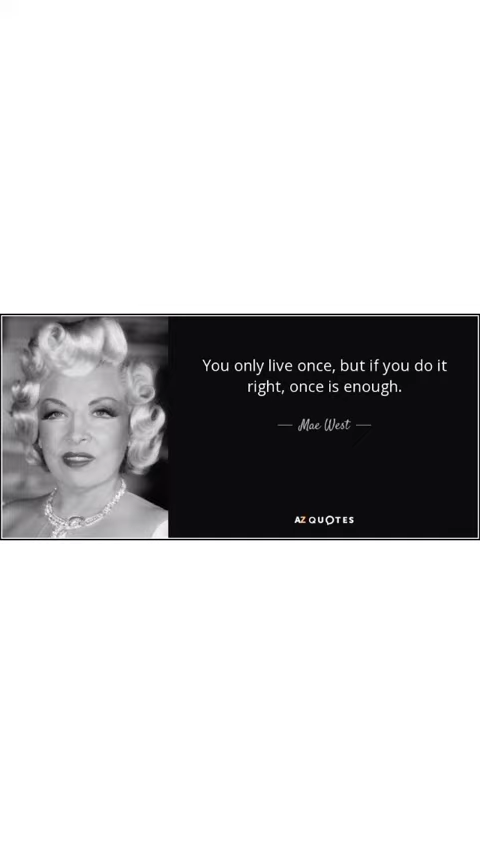 You only live once, but if you do it
right, once is enough.
— Mae West —
AZ QUOTES